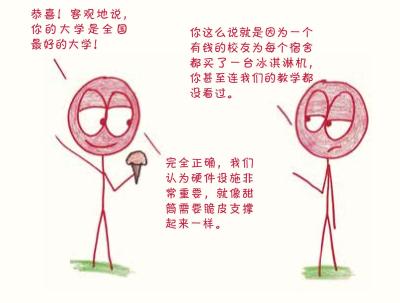 恭喜！客观地说，
你的大学是全国
最好的大学！
你这么说就是因为一个
有钱的校友为每个宿舍
都买了一台冰淇淋机，
你甚至连我们的教学都
没看过。
完全正确，我们
认为硬件设施非
常重要，就像甜
筒需要脆皮支撑
起来一样。